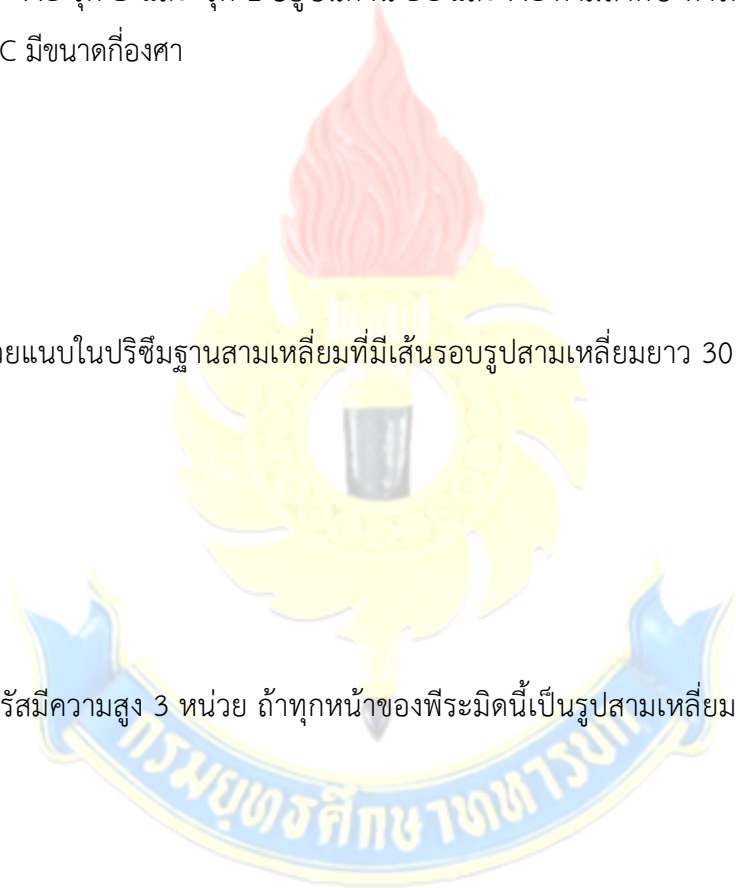 C มีขนาดกี่องศา
ยแนบในปริซึมฐานสามเหลี่ยมที่มีเส้นรอบรูปสามเหลี่ยมยาว 30
รัสมีความสูง 3 หน่วย ถ้าทุกหน้าของพีระมิดนี้เป็นรูปสามเหลี่ยม
กรมยุทธศึกษาทหารบก